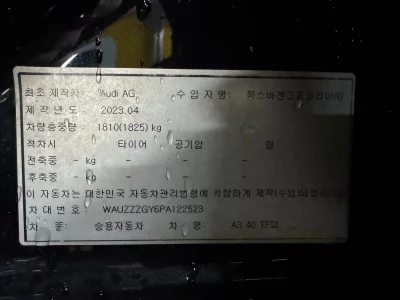 최초 제작자 Audi AG 수 입 자 명: 폭스바겐그룹코리아㈜
제 작 년 도 2023.04
차량총중량 1810(1825) kg
적차시 타이어 공기압 림
전축중 - kg - -
후축중 - kg - -
이 자동차는 대한민국 자동차관리법령에 적합하게 제작(수입)
차 대 번 호 WAUZZZGY6PA122523
차 종: 승용자동차 차 명: A3 40 TFSI